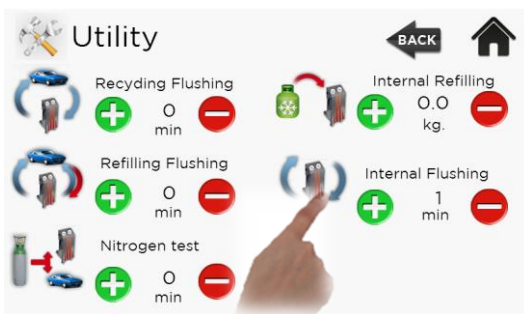 Utility
BACK
Recyding Flushing
0
min
Refilling Flushing
0
min
Nitrogen test
0
min
Internal Refilling
0.0
kg.
Internal Flushing
1
min